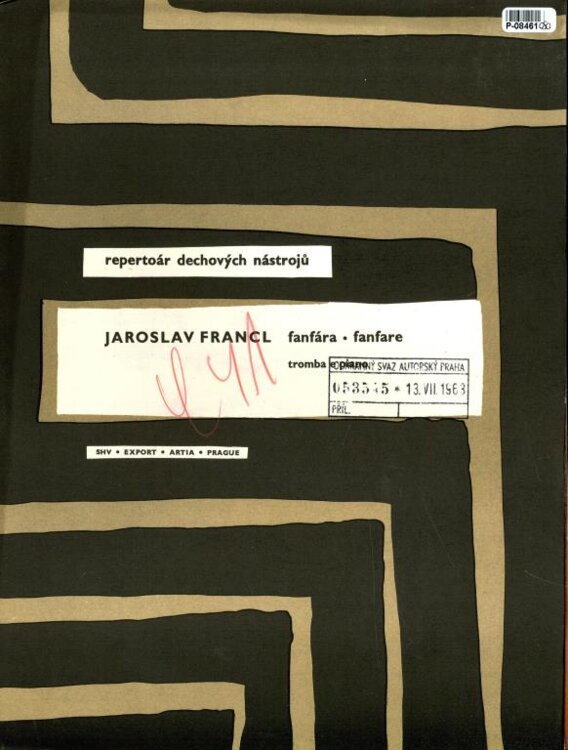 P-08461
repertoár dechových nástrojů
JAROSLAV FRANCL fanfára • fanfare
tromba e piano
OCHRANNÝ SVAZ AUTORSKÝ PRAHA
053545 * 13. VII. 1963
PŘÍL.
SHV • EXPORT • ARTIA • PRAGUE